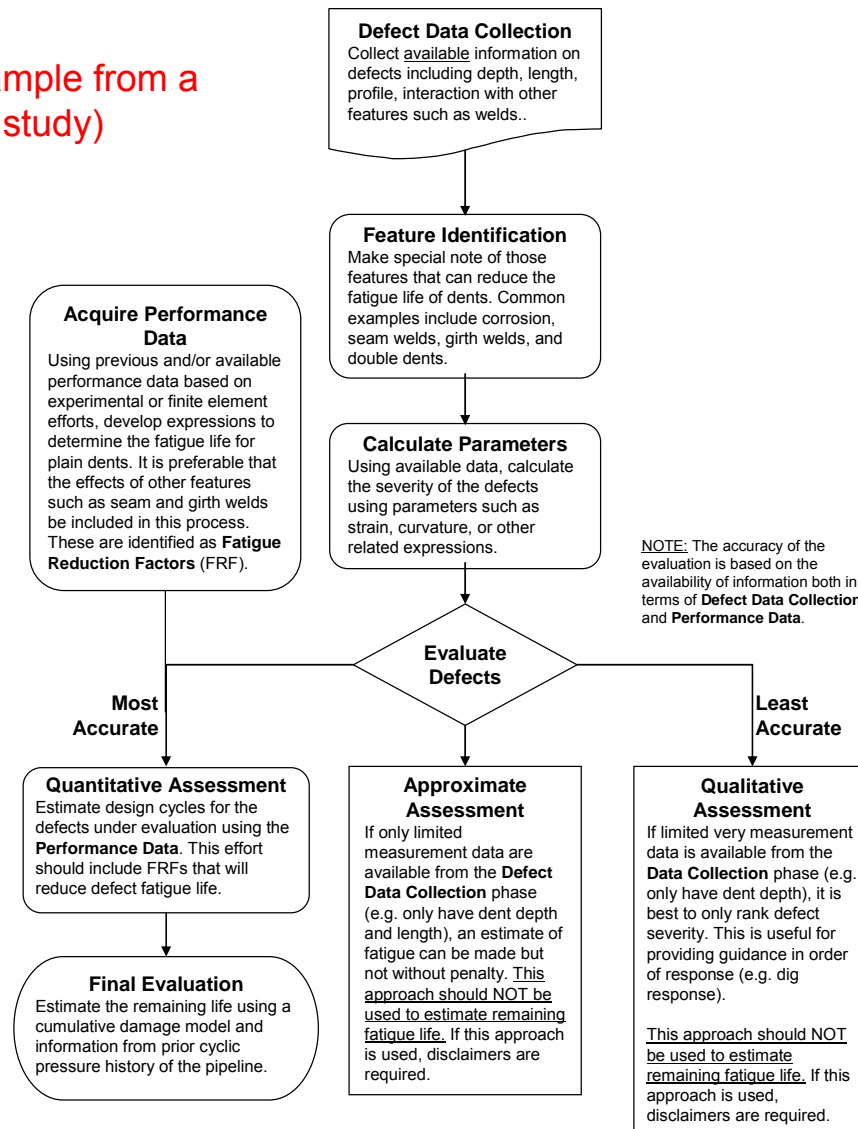 ample from a
study)
Defect Data Collection
Collect available information on
defects including depth, length,
profile, interaction with other
features such as welds..
Feature Identification
Make special note of those
features that can reduce the
fatigue life of dents. Common
examples include corrosion,
seam welds, girth welds, and
double dents.
Acquire Performance
Data
Using previous and/or available
performance data based on
experimental or finite element
efforts, develop expressions to
determine the fatigue life for
plain dents. It is preferable that
the effects of other features
such as seam and girth welds
be included in this process.
These are identified as Fatigue
Reduction Factors (FRF).
Calculate Parameters
Using available data, calculate
the severity of the defects
using parameters such as
strain, curvature, or other
related expressions.
NOTE: The accuracy of the
evaluation is based on the
availability of information both in
terms of Defect Data Collection
and Performance Data.
Evaluate
Defects
Most
Accurate
Least
Accurate
Quantitative Assessment
Estimate design cycles for the
defects under evaluation using the
Performance Data. This effort
should include FRFs that will
reduce defect fatigue life.
Final Evaluation
Estimate the remaining life using a
cumulative damage model and
information from prior cyclic
pressure history of the pipeline.
Approximate
Assessment
If only limited
measurement data are
available from the Defect
Data Collection phase
(e.g. only have dent depth
and length), an estimate of
fatigue can be made but
not without penalty. This
approach should NOT be
used to estimate remaining
fatigue life. If this approach
is used, disclaimers are
required.
Qualitative
Assessment
If limited very measurement
data is available from the
Data Collection phase (e.g.
only have dent depth), it is
best to only rank defect
severity. This is useful for
providing guidance in order
of response (e.g. dig
response).
This approach should NOT
be used to estimate
remaining fatigue life. If this
approach is used,
disclaimers are required.